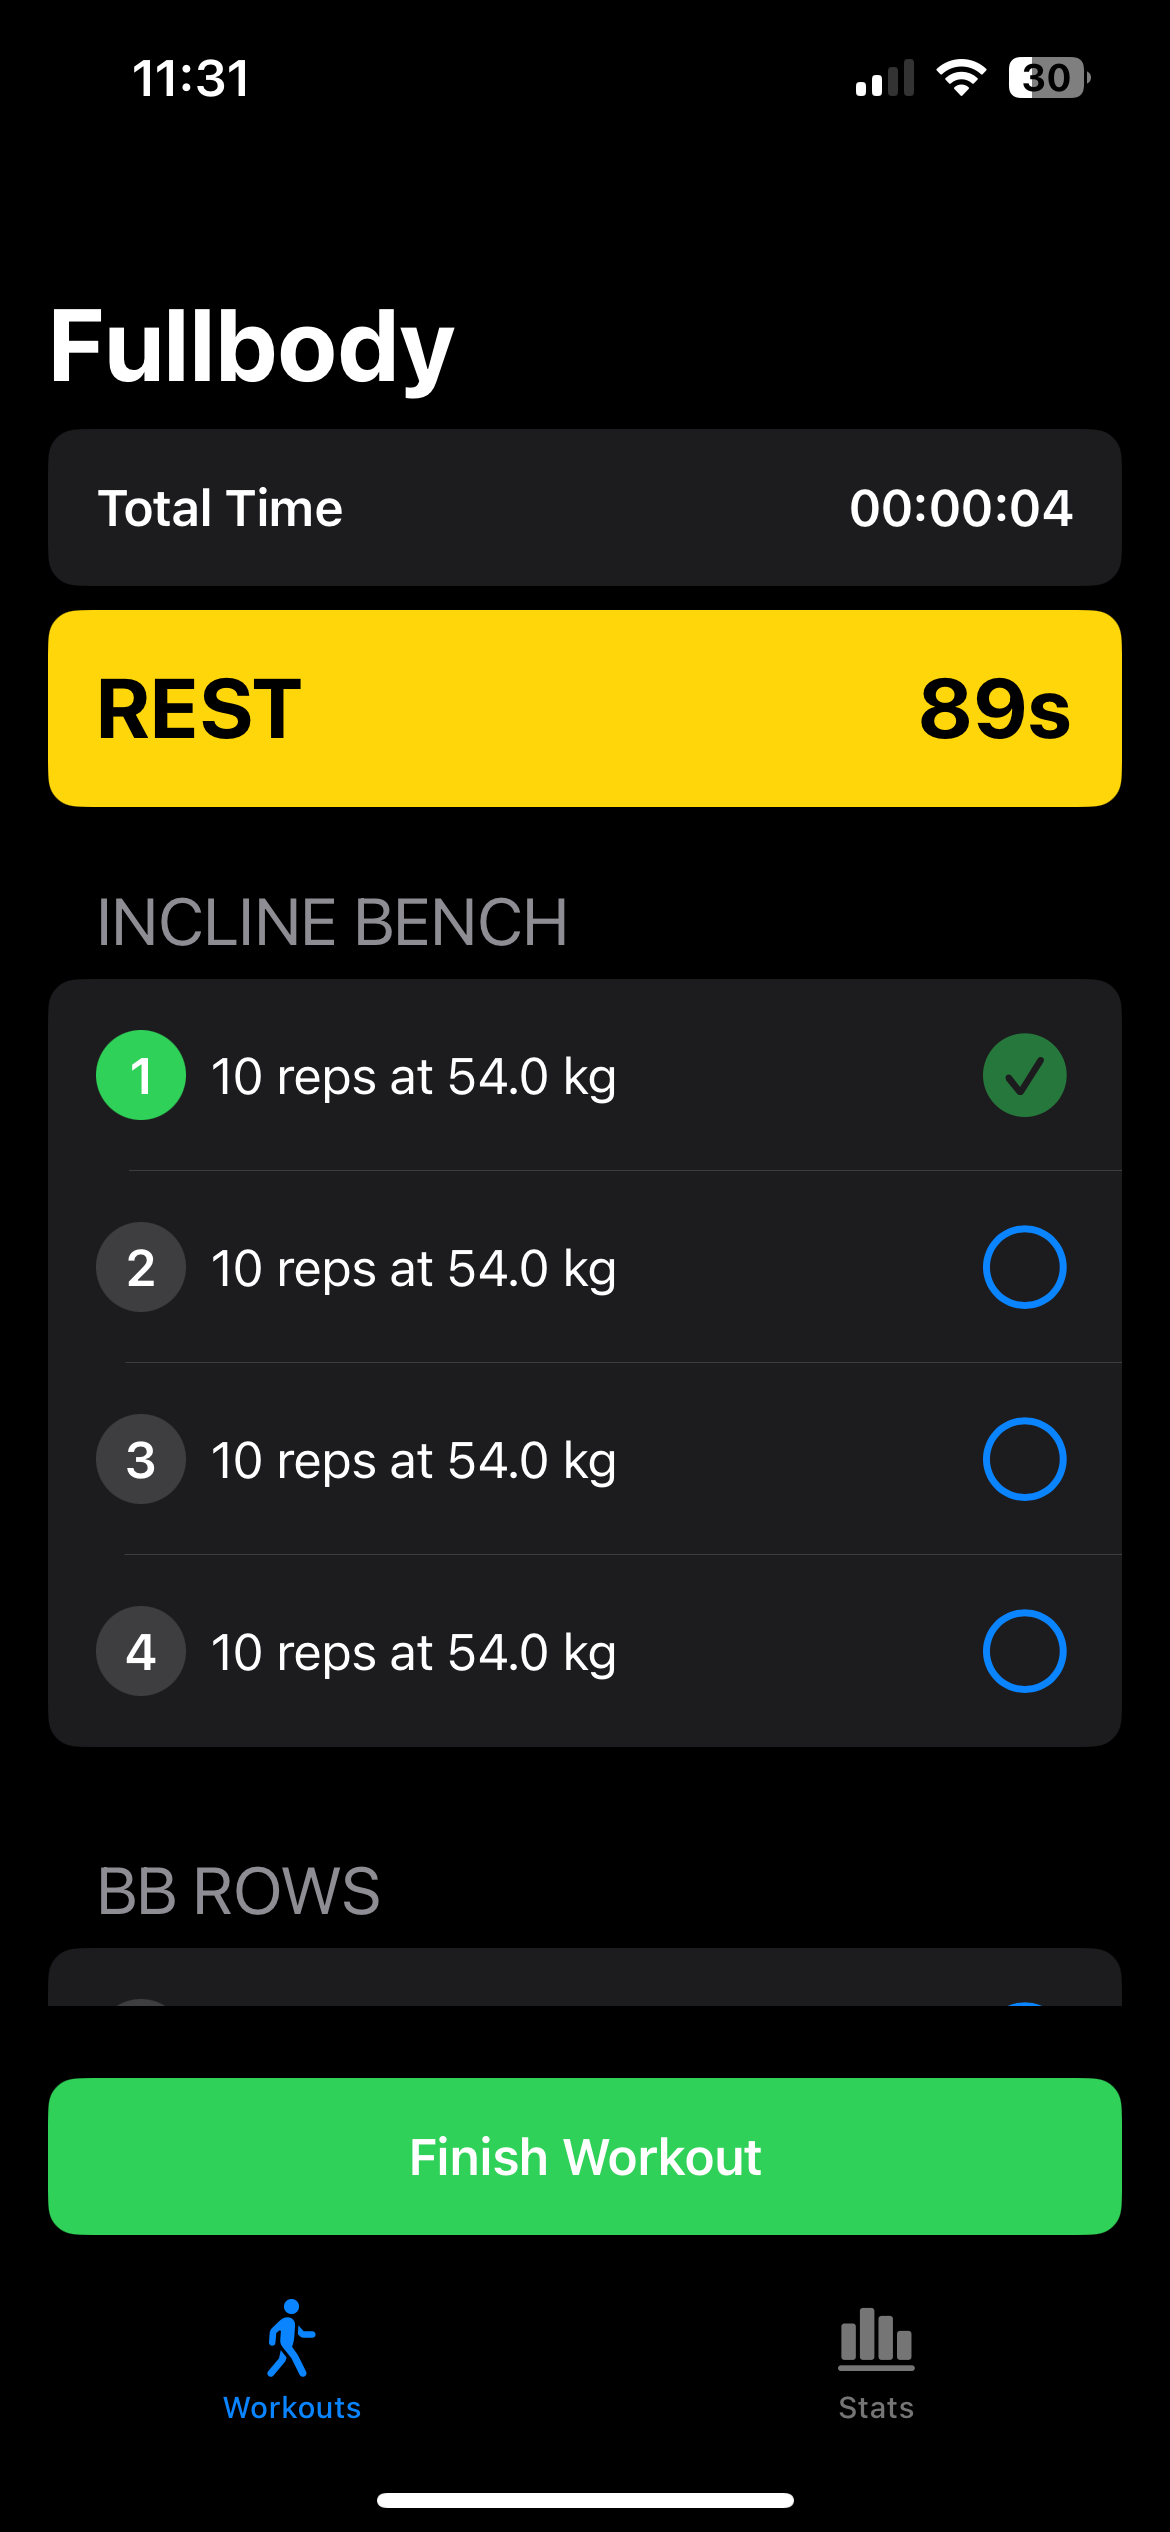 11:31
30
Fullbody
Total Time 00:00:04
REST 89s
INCLINE BENCH
1 10 reps at 54.0 kg
2 10 reps at 54.0 kg
3 10 reps at 54.0 kg
4 10 reps at 54.0 kg
BB ROWS
Finish Workout
Workouts
Stats